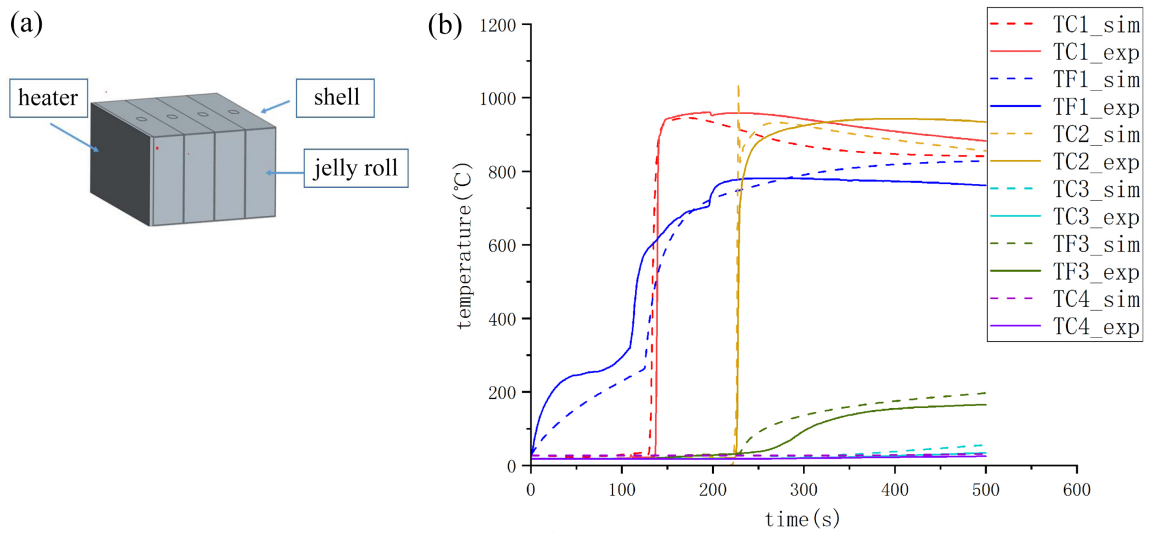 (a)
heater
shell
jelly roll
(b)
temperature(℃)
1200
1000
800
600
400
200
0
0 100 200 300 400 500 600
time(s)
TC1_sim
TC1_exp
TF1_sim
TF1_exp
TC2_sim
TC2_exp
TC3_sim
TC3_exp
TF3_sim
TF3_exp
TC4_sim
TC4_exp